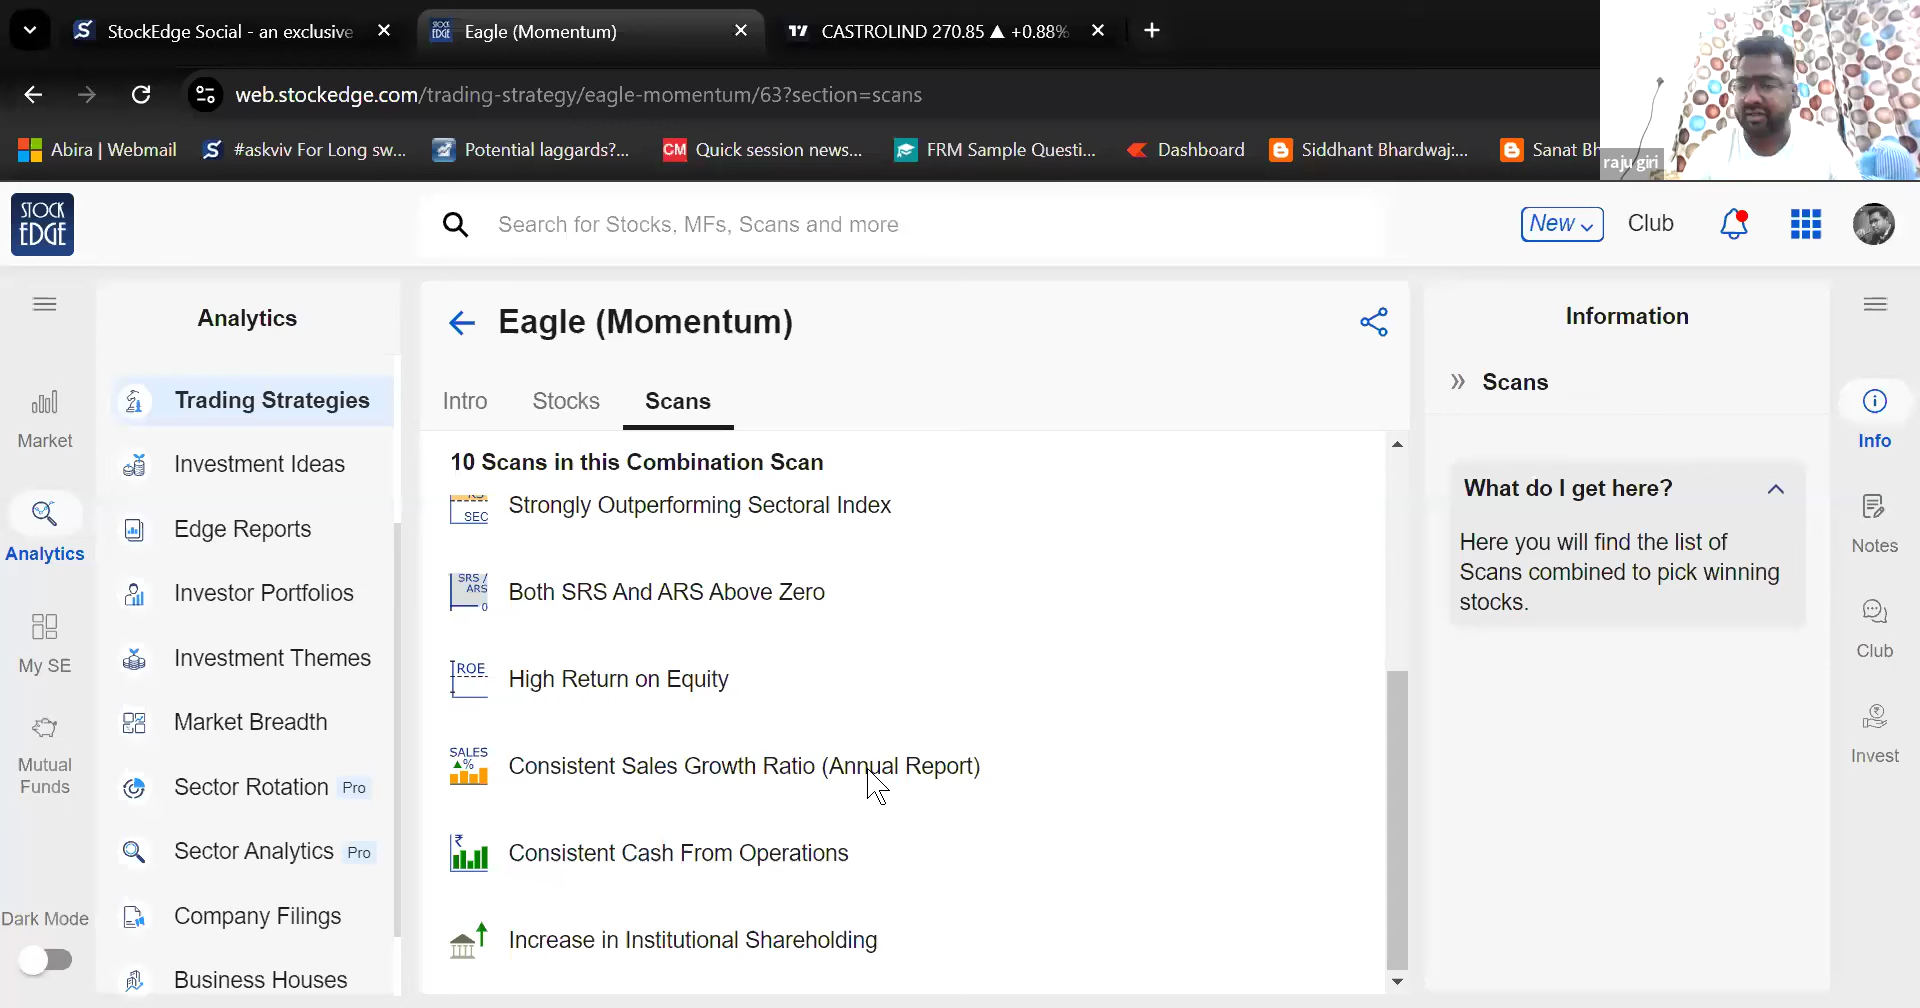 StockEdge Social - an exclusive
Eagle (Momentum)
CASTROLIND 270.85 ▲ +0.88%
web.stockedge.com/trading-strategy/eagle-momentum/63?section=scans
Abira | Webmail
#askviv For Long sw...
Potential laggards?...
CM Quick session news...
FRM Sample Questi...
Dashboard
Siddhant Bhardwaj:...
Sanat Bh
raju giri
STOCK
EDGE
Search for Stocks, MFs, Scans and more
New
Club
Market
Analytics
My SE
Mutual
Funds
Dark Mode
Analytics
Trading Strategies
Investment Ideas
Edge Reports
Investor Portfolios
Investment Themes
Market Breadth
Sector Rotation Pro
Sector Analytics Pro
Company Filings
Business Houses
Eagle (Momentum)
Intro
Stocks
Scans
10 Scans in this Combination Scan
SEC
Strongly Outperforming Sectoral Index
SRS /
ARS
0
Both SRS And ARS Above Zero
ROE
High Return on Equity
SALES
▲%
Consistent Sales Growth Ratio (Annual Report)
₹
Consistent Cash From Operations
Increase in Institutional Shareholding
Information
Scans
What do I get here?
Here you will find the list of
Scans combined to pick winning
stocks.
Info
Notes
Club
Invest